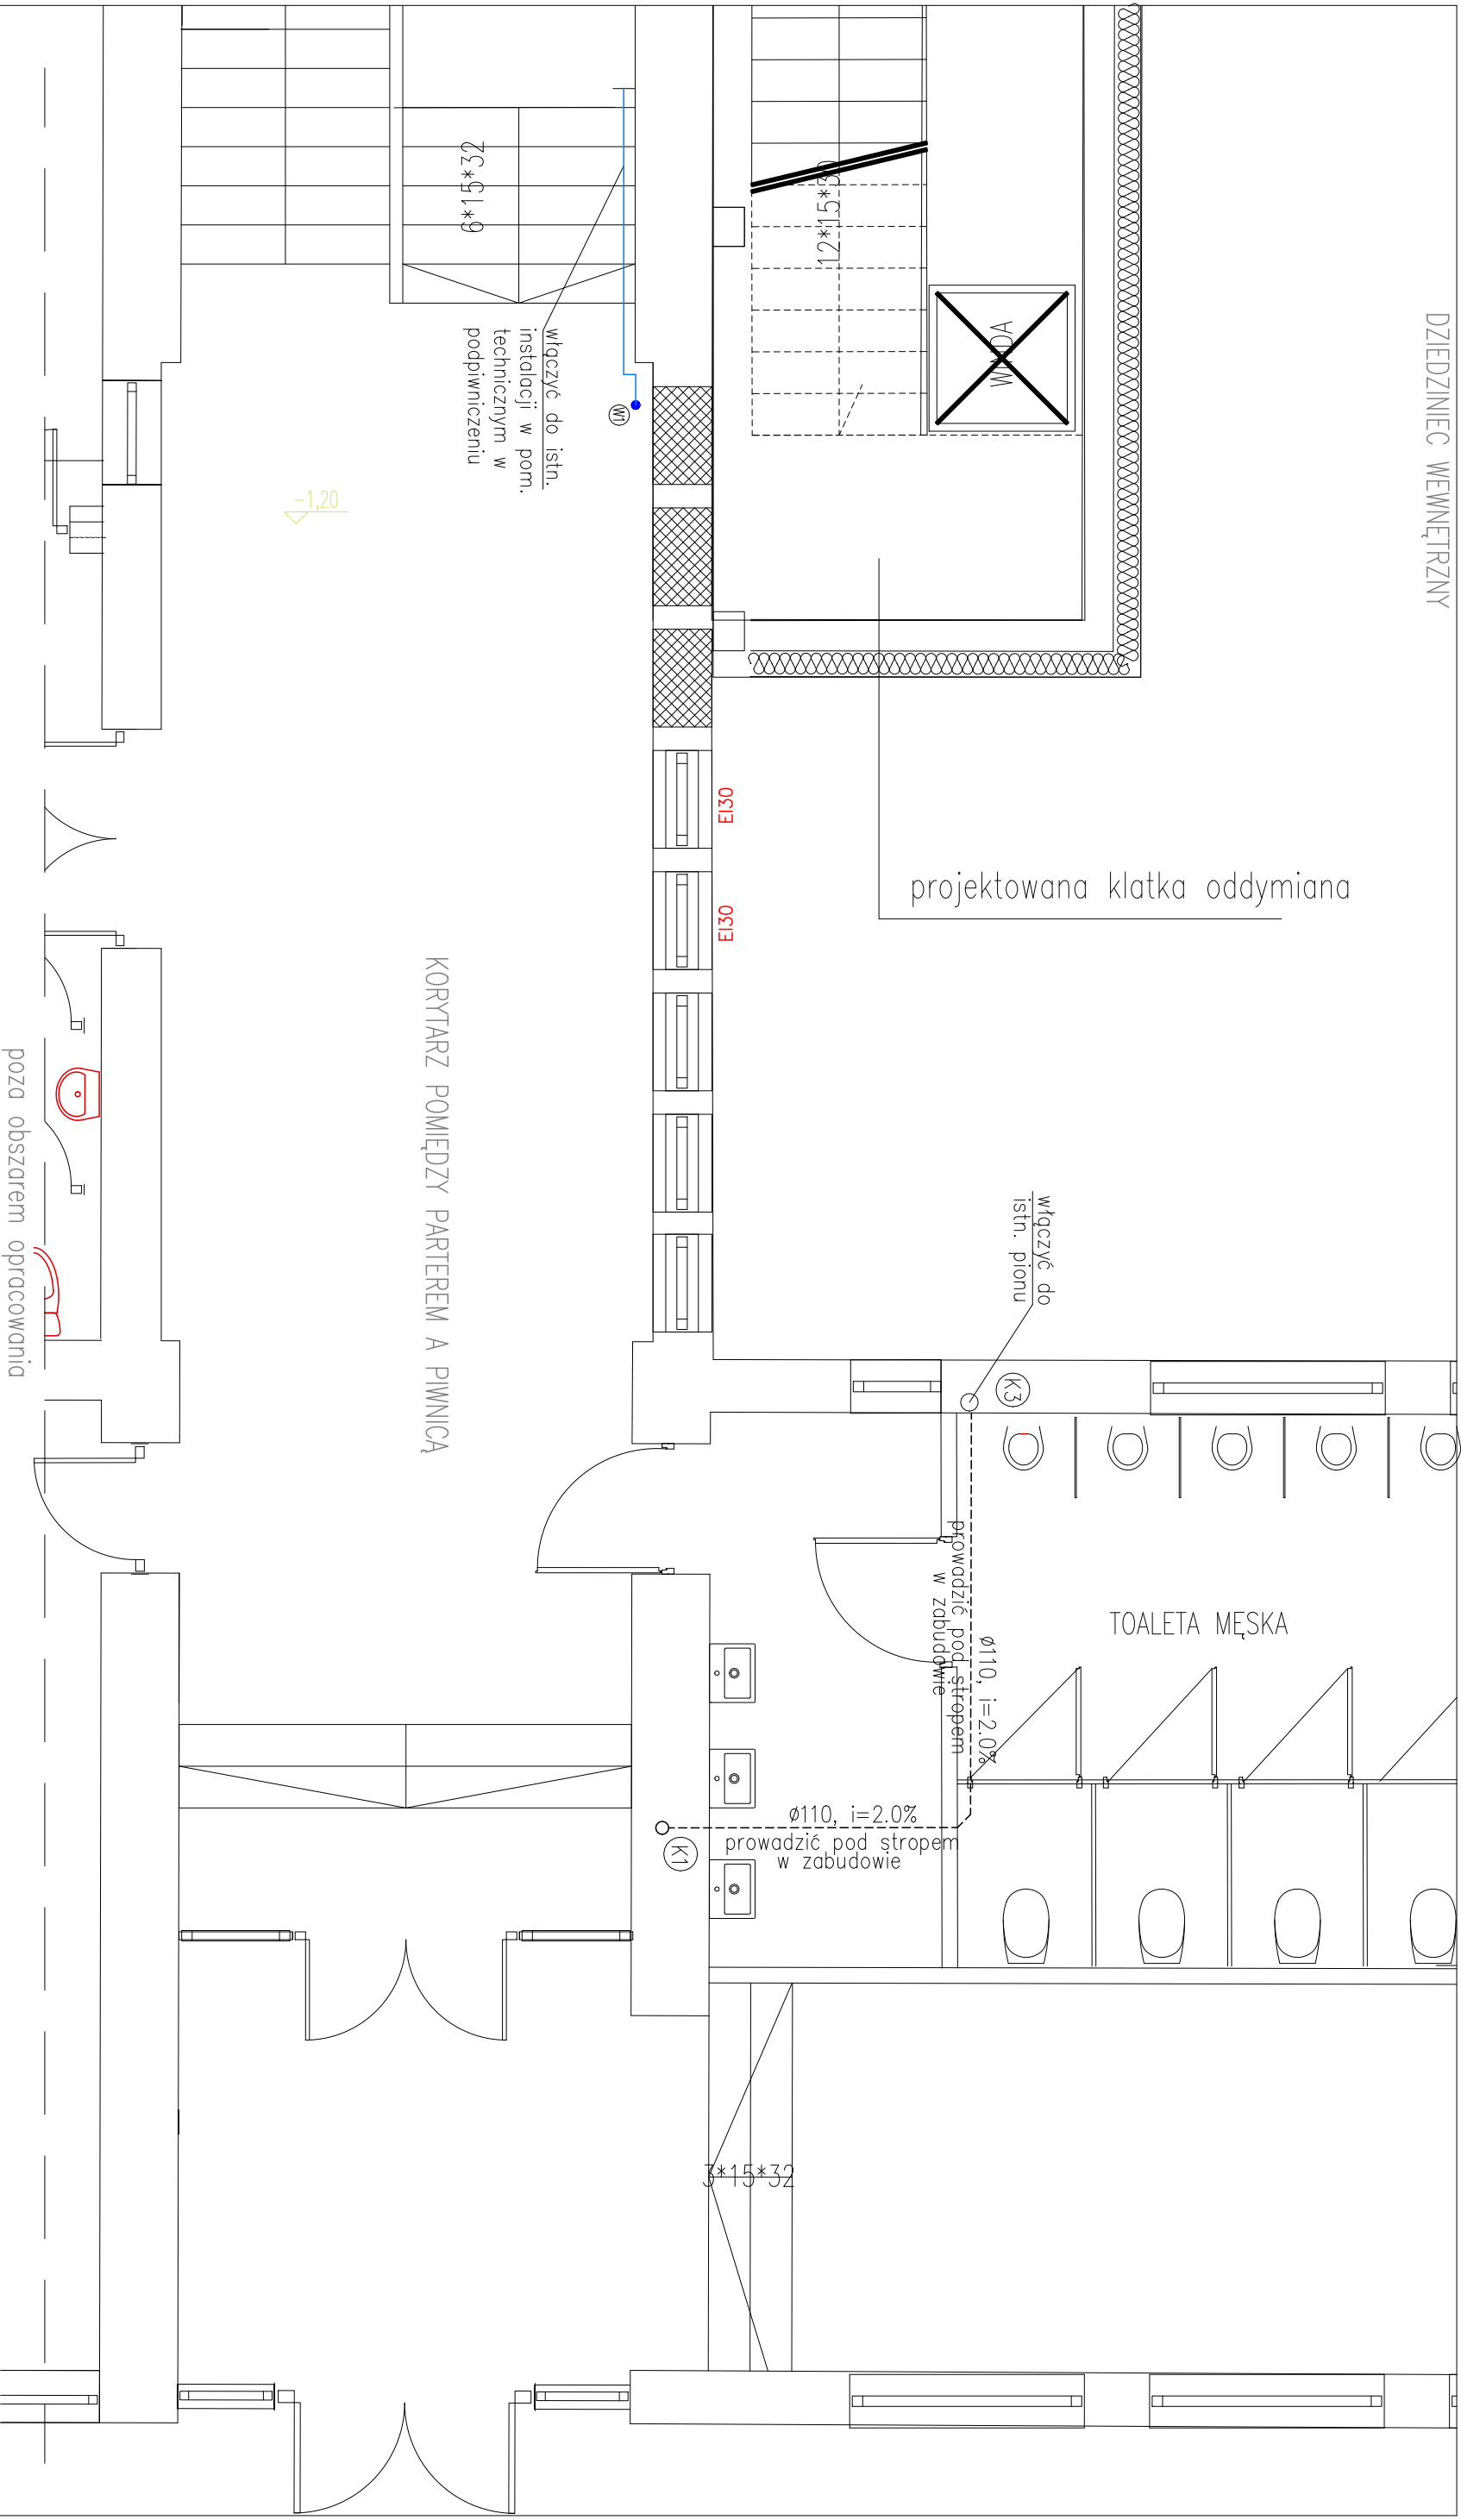 DZIEDZINIEC WEWNĘTRZNY
12*15*30
6*15*32
WINDA
włączyć do istn.
instalacji w pom.
technicznym w
podpiwniczeniu
W1
-1,20
EI30
EI30
projektowana klatka oddymiana
KORYTARZ POMIĘDZY PARTEREM A PIWNICĄ
poza obszarem opracowania
włączyć do
istn. pionu
K3
TOALETA MĘSKA
ø110, i=2.0%
prowadzić pod stropem
w zabudowie
ø110, i=2.0%
prowadzić pod stropem
w zabudowie
K1
3*15*32